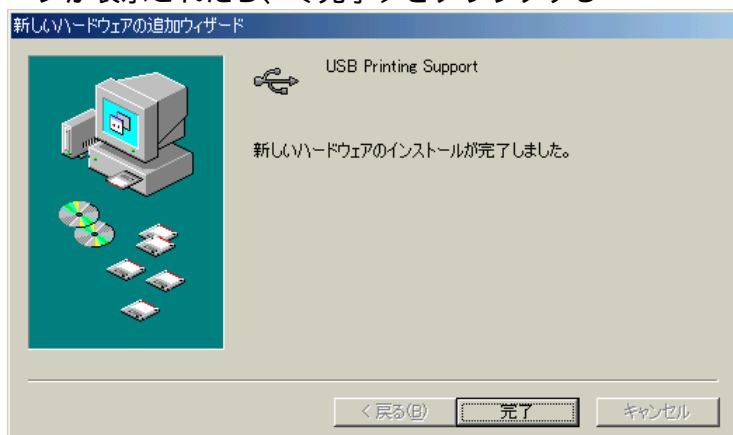 新しいハードウェアの追加ウィザード
USB Printing Support
新しいハードウェアのインストールが完了しました。
< 戻る(B)
完了
キャンセル